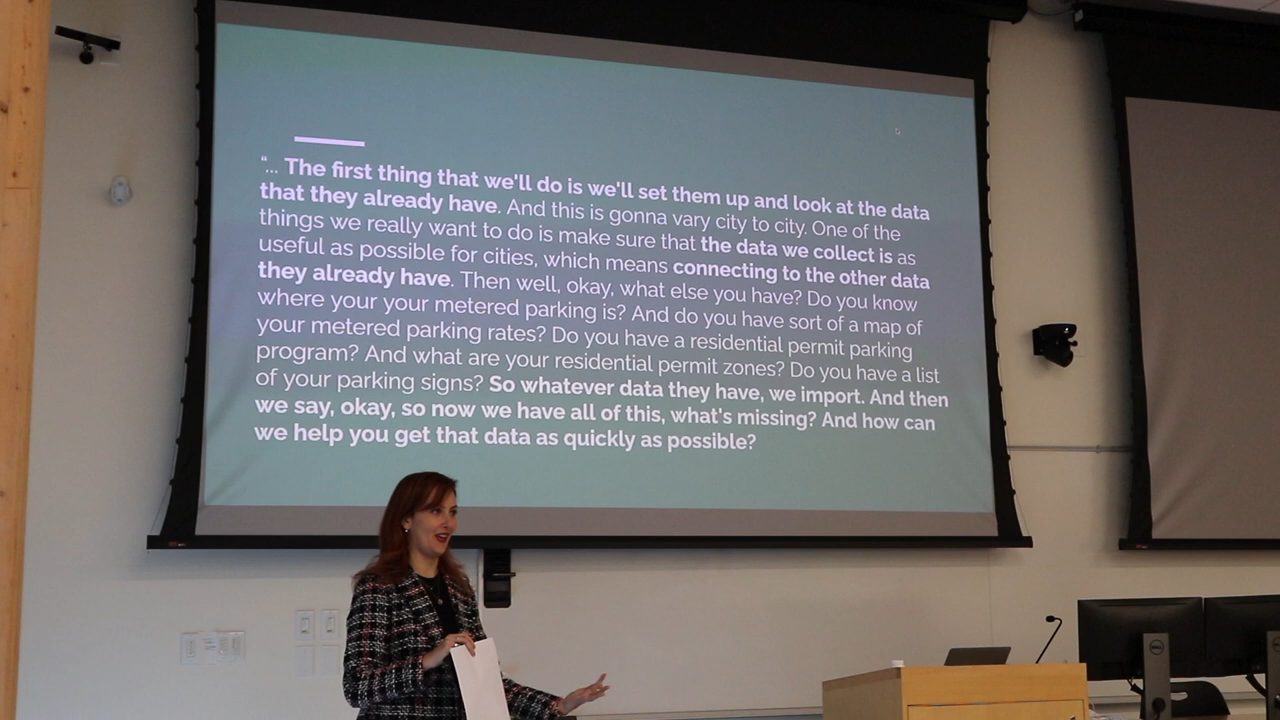 “... The first thing that we'll do is we'll set them up and look at the data
that they already have. And this is gonna vary city to city. One of the
things we really want to do is make sure that the data we collect is as
useful as possible for cities, which means connecting to the other data
they already have. Then well, okay, what else you have? Do you know
where your your metered parking is? And do you have sort of a map of
your metered parking rates? Do you have a residential permit parking
program? And what are your residential permit zones? Do you have a list
of your parking signs? So whatever data they have, we import. And then
we say, okay, so now we have all of this, what's missing? And how can
we help you get that data as quickly as possible?
DELL